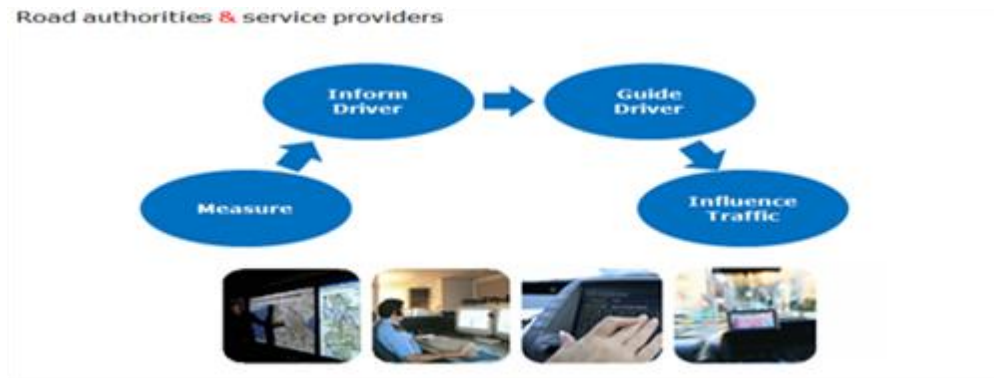 Road authorities & service providers
Inform
Driver
Guide
Driver
Measure
Influence
Traffic